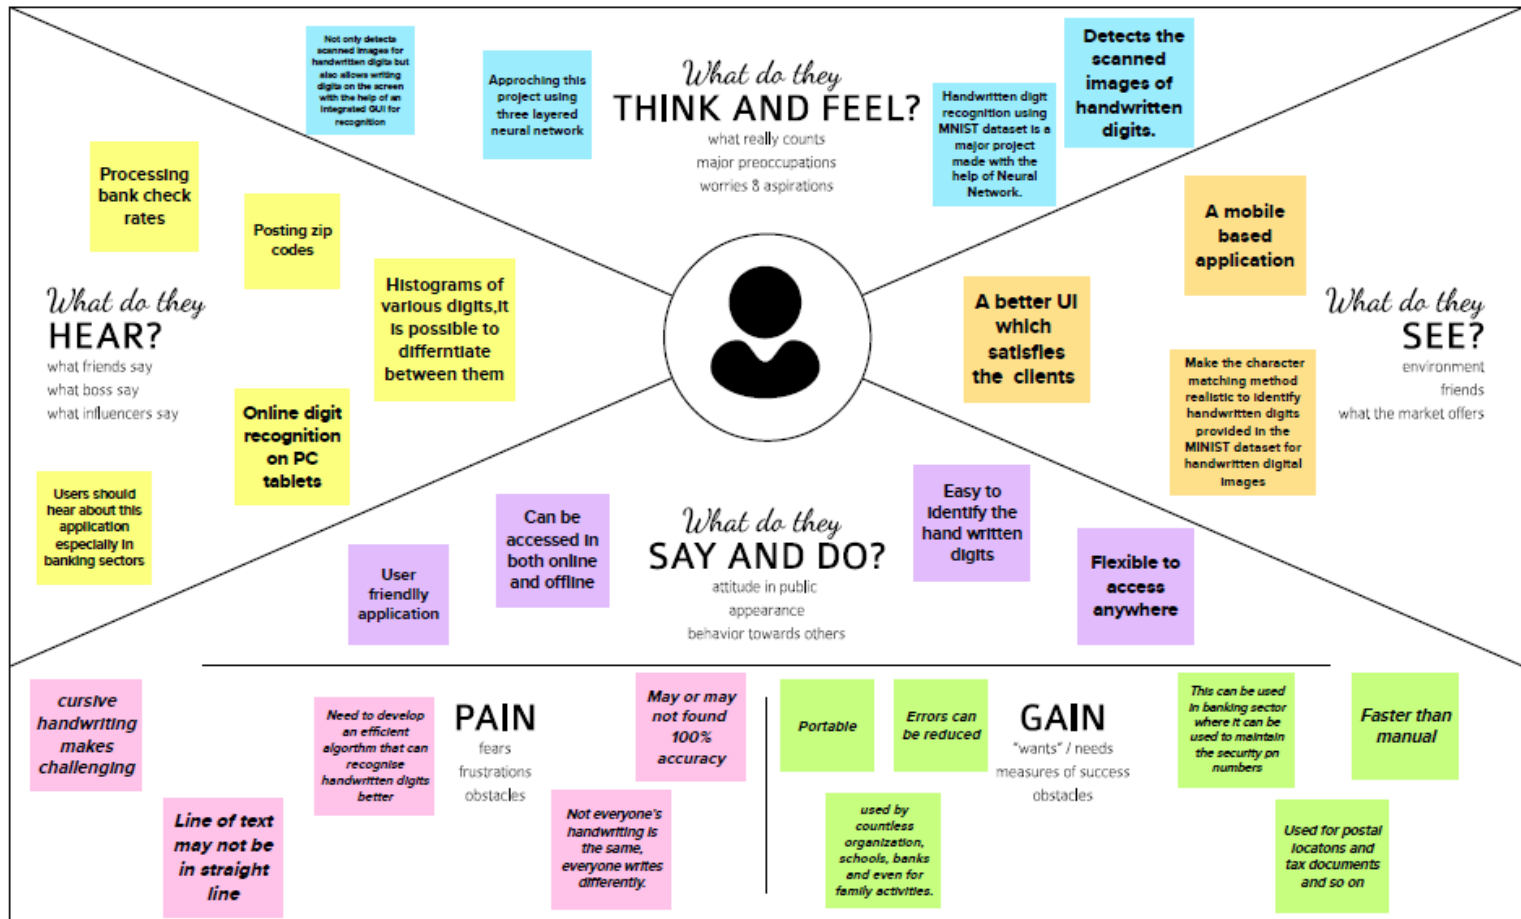 Not only detects
scanned images for
handwritten digits but
also allows writing
digits on the screen
with the help of an
integrated GUI for
recognition
Approching this
project using
three layered
neural network
What do they
THINK AND FEEL?
what really counts
major preoccupations
worries & aspirations
Handwritten digit
recognition using
MNIST dataset is a
major project
made with the
help of Neural
Network.
Detects the
scanned
images of
handwritten
digits.
Processing
bank check
rates
Posting zip
codes
Histograms of
various digits,it
is possible to
differntiate
between them
What do they
HEAR?
what friends say
what boss say
what influencers say
Online digit
recognition
on PC
tablets
Users should
hear about this
application
especially in
banking sectors
A mobile
based
application
A better UI
which
satisfies
the clients
What do they
SEE?
environment
friends
what the market offers
Make the character
matching method
realistic to identify
handwritten digits
provided in the
MINIST dataset for
handwritten digital
images
User
friendlly
application
Can be
accessed in
both online
and offline
What do they
SAY AND DO?
attitude in public
appearance
behavior towards others
Easy to
identify the
hand written
digits
Flexible to
access
anywhere
cursive
handwriting
makes
challenging
Line of text
may not be
in straight
line
Need to develop
an efficient
algorthm that can
recognise
handwritten digits
better
PAIN
fears
frustrations
obstacles
May or may
not found
100%
accuracy
Not everyone's
handwriting is
the same,
everyone writes
differently.
Portable
Errors can
be reduced
used by
countless
organization,
schools, banks
and even for
family activities.
GAIN
"wants" / needs
measures of success
obstacles
This can be used
in banking sector
where it can be
used to maintain
the security pn
numbers
Faster than
manual
Used for postal
locatons and
tax documents
and so on